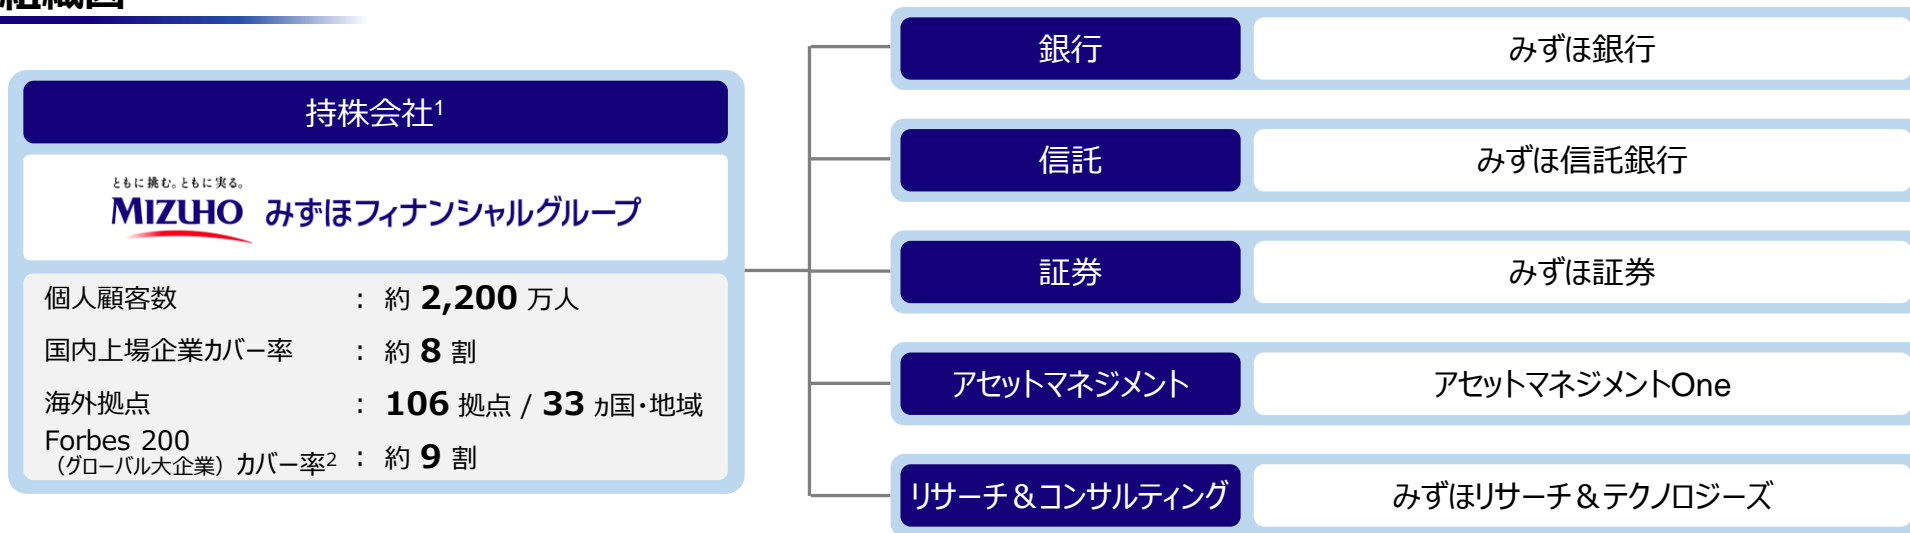 組織図
持株会社1
ともに挑む。ともに実る。
MIZUHO みずほフィナンシャルグループ
個人顧客数 : 約 2,200 万人
国内上場企業カバー率 : 約 8 割
海外拠点 : 106 拠点 / 33 ヵ国・地域
Forbes 200
（グローバル大企業）カバー率2 : 約 9 割
銀行 みずほ銀行
信託 みずほ信託銀行
証券 みずほ証券
アセットマネジメント アセットマネジメントOne
リサーチ＆コンサルティング みずほリサーチ＆テクノロジーズ